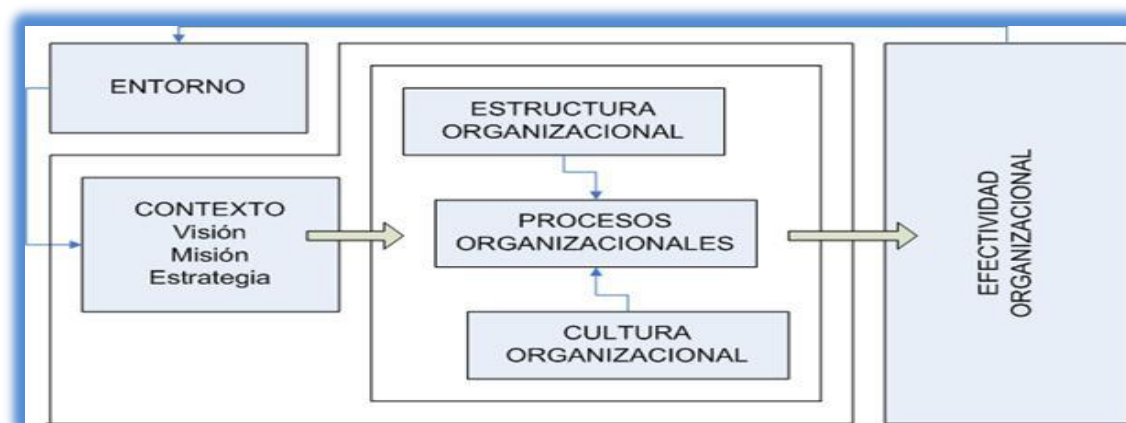 ENTORNO
ESTRUCTURA
ORGANIZACIONAL
CONTEXTO
Visión
Misión
Estrategia
PROCESOS
ORGANIZACIONALES
CULTURA
ORGANIZACIONAL
EFECTIVIDAD
ORGANIZACIONAL